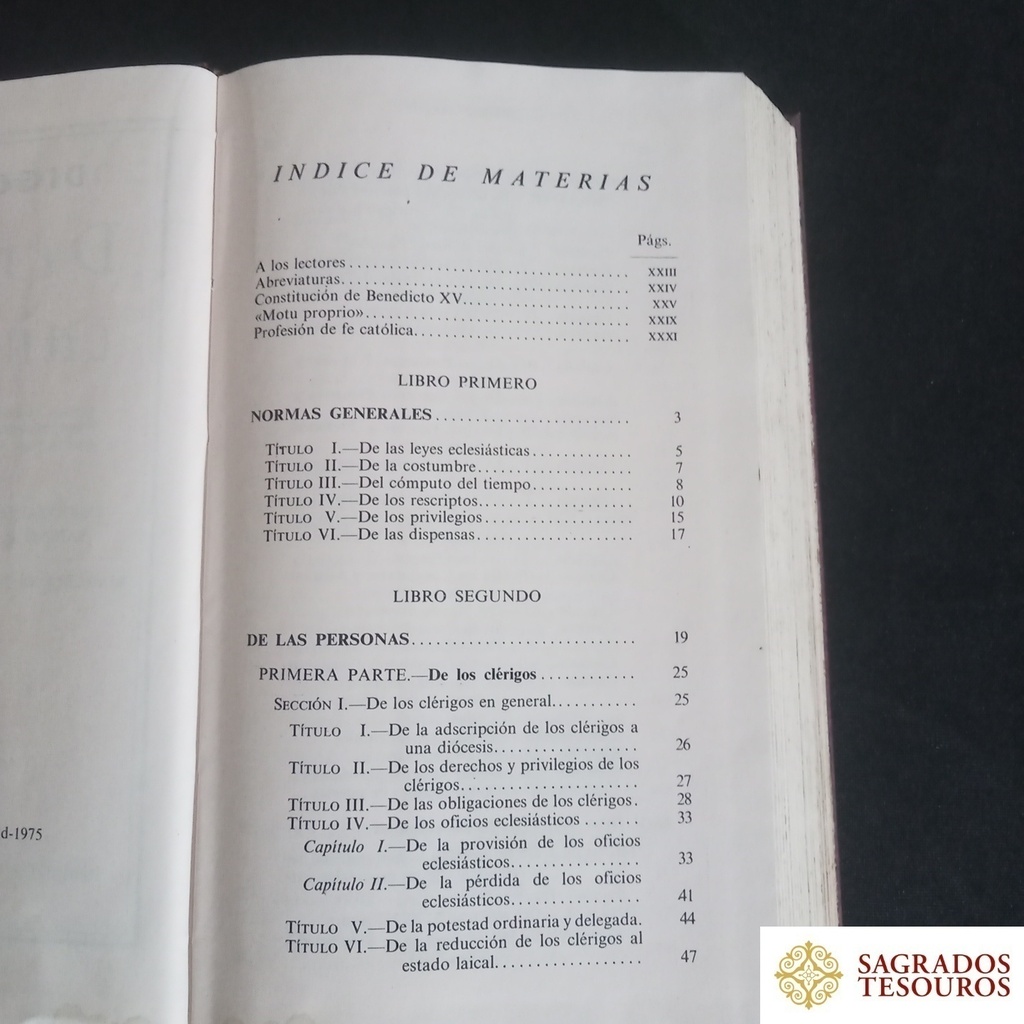 INDICE DE MATERIAS
Págs.
A los lectores.................................... XXIII
Abreviaturas..................................... XXIV
Constitución de Benedicto XV..................... XXV
«Motu proprio».................................. XXIX
Profesión de fe católica........................... XXXI
LIBRO PRIMERO
NORMAS GENERALES......................... 3
TÍTULO I.—De las leyes eclesiásticas............. 5
TÍTULO II.—De la costumbre.................... 7
TÍTULO III.—Del cómputo del tiempo............. 8
TÍTULO IV.—De los rescriptos.................... 10
TÍTULO V.—De los privilegios................... 15
TÍTULO VI.—De las dispensas.................... 17
LIBRO SEGUNDO
DE LAS PERSONAS............................ 19
PRIMERA PARTE.—De los clérigos............ 25
SECCIÓN I.—De los clérigos en general........... 25
TÍTULO I.—De la adscripción de los clérigos a
una diócesis.................. 26
TÍTULO II.—De los derechos y privilegios de los
clérigos...................... 27
TÍTULO III.—De las obligaciones de los clérigos. 28
TÍTULO IV.—De los oficios eclesiásticos ....... 33
Capítulo I.—De la provisión de los oficios
eclesiásticos................ 33
Capítulo II.—De la pérdida de los oficios
eclesiásticos................ 41
TÍTULO V.—De la potestad ordinaria y delegada. 44
TÍTULO VI.—De la reducción de los clérigos al
estado laical.................. 47
d-1975
SAGRADOS
TESOUROS